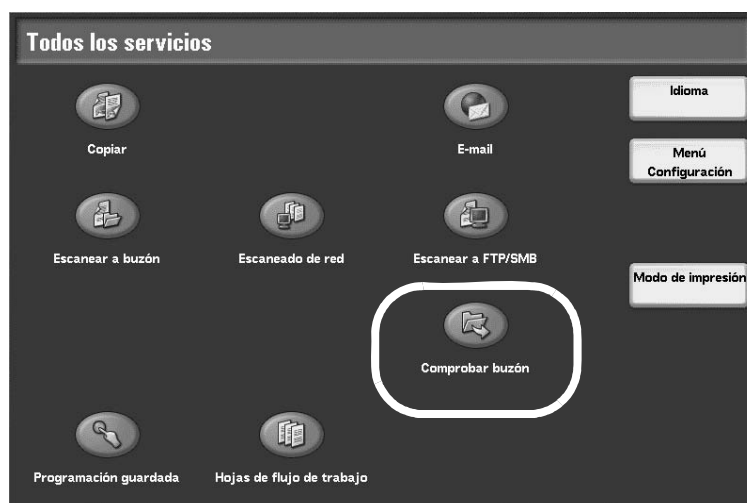 Todos los servicios
Copiar
E-mail
Idioma
Menú
Configuración
Escanear a buzón
Escaneado de red
Escanear a FTP/SMB
Modo de impresión
Comprobar buzón
Programación guardada
Hojas de flujo de trabajo